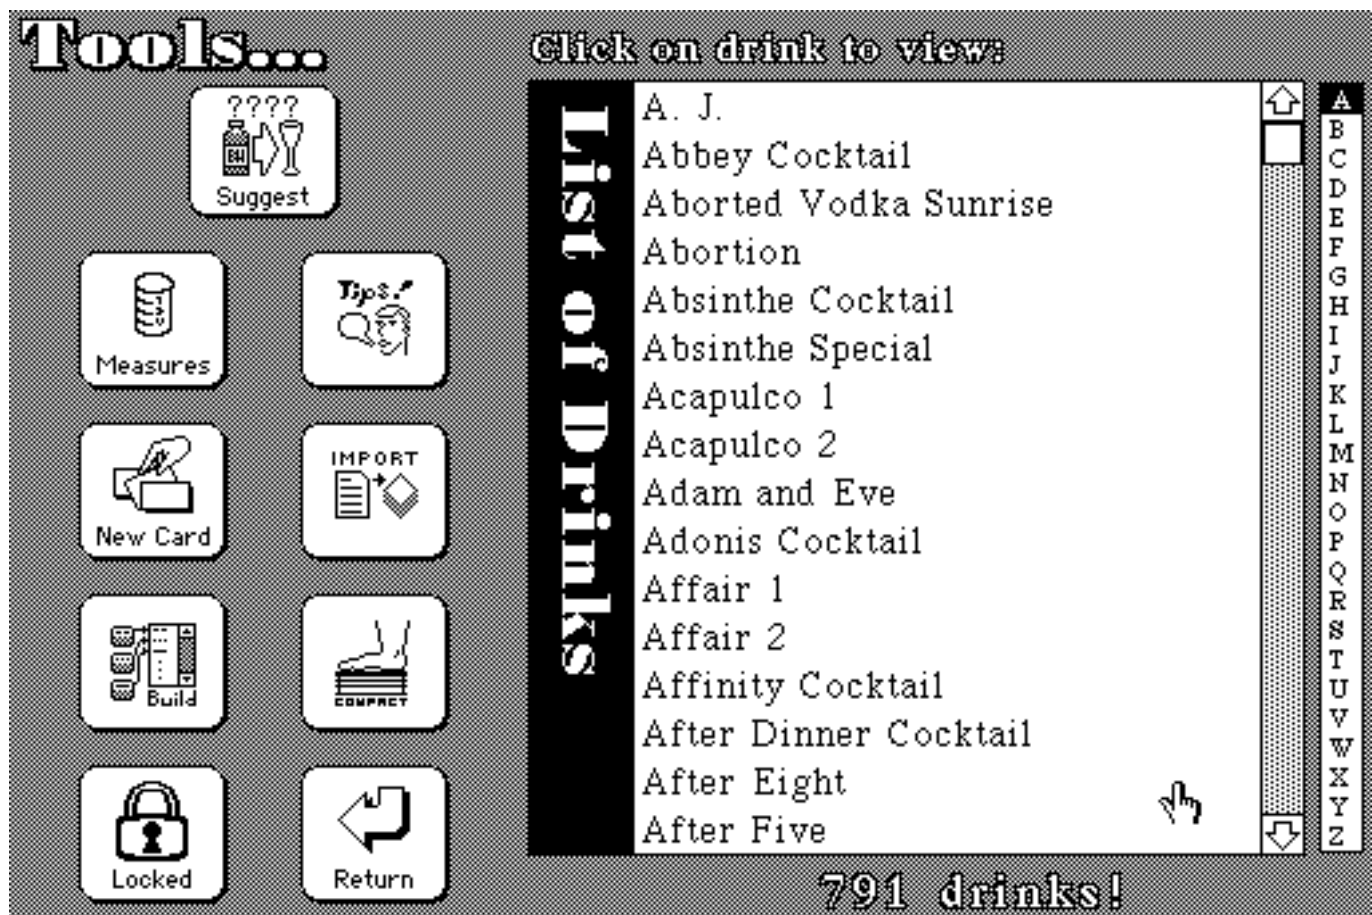 Tools...
????
BW
Suggest
Measures
Tips!
New Card
IMPORT
Build
COMPACT
Locked
Return
Click on drink to view:
List of Drinks
A. J.
Abbey Cocktail
Aborted Vodka Sunrise
Abortion
Absinthe Cocktail
Absinthe Special
Acapulco 1
Acapulco 2
Adam and Eve
Adonis Cocktail
Affair 1
Affair 2
Affinity Cocktail
After Dinner Cocktail
After Eight
After Five
791 drinks!
A
B
C
D
E
F
G
H
I
J
K
L
M
N
O
P
Q
R
S
T
U
V
W
X
Y
Z